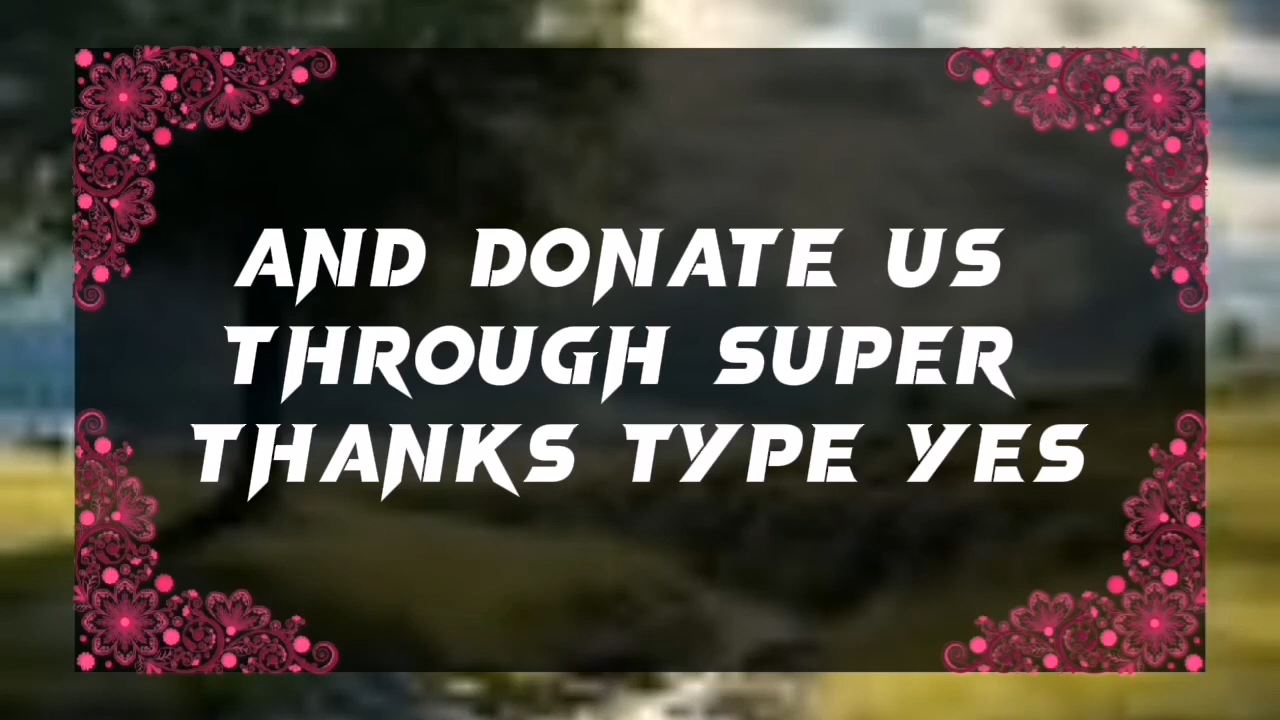 AND DONATE US
THROUGH SUPER
THANKS TYPE YES